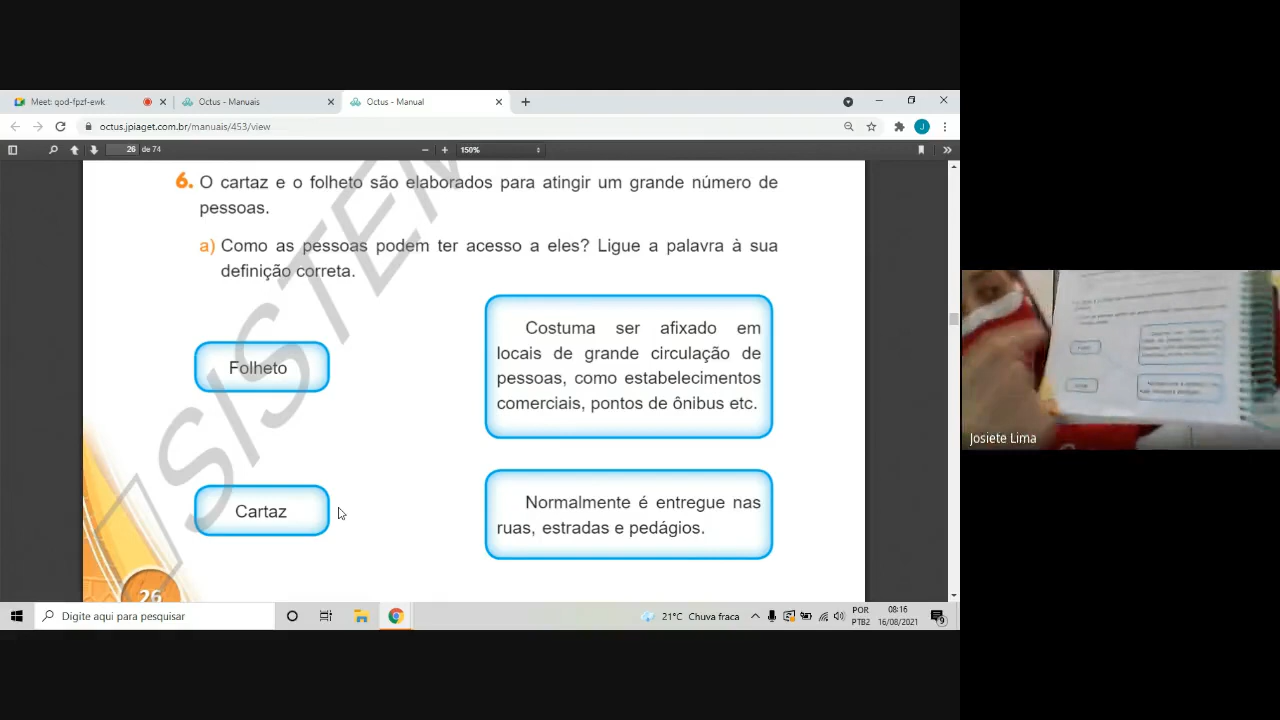 Meet: qod-fpzf-ewk
Octus - Manuais
Octus - Manual
octus.jpiaget.com.br/manuais/453/view
26 de 74
150%
6. O cartaz e o folheto são elaborados para atingir um grande número de
pessoas.
a) Como as pessoas podem ter acesso a eles? Ligue a palavra à sua
definição correta.
Costuma ser afixado em
locais de grande circulação de
pessoas, como estabelecimentos
comerciais, pontos de ônibus etc.
Folheto
Cartaz
Normalmente é entregue nas
ruas, estradas e pedágios.
SISTEM
26
Josiete Lima
Digite aqui para pesquisar
21°C Chuva fraca
POR
PTB2
08:16
16/08/2021
9
J